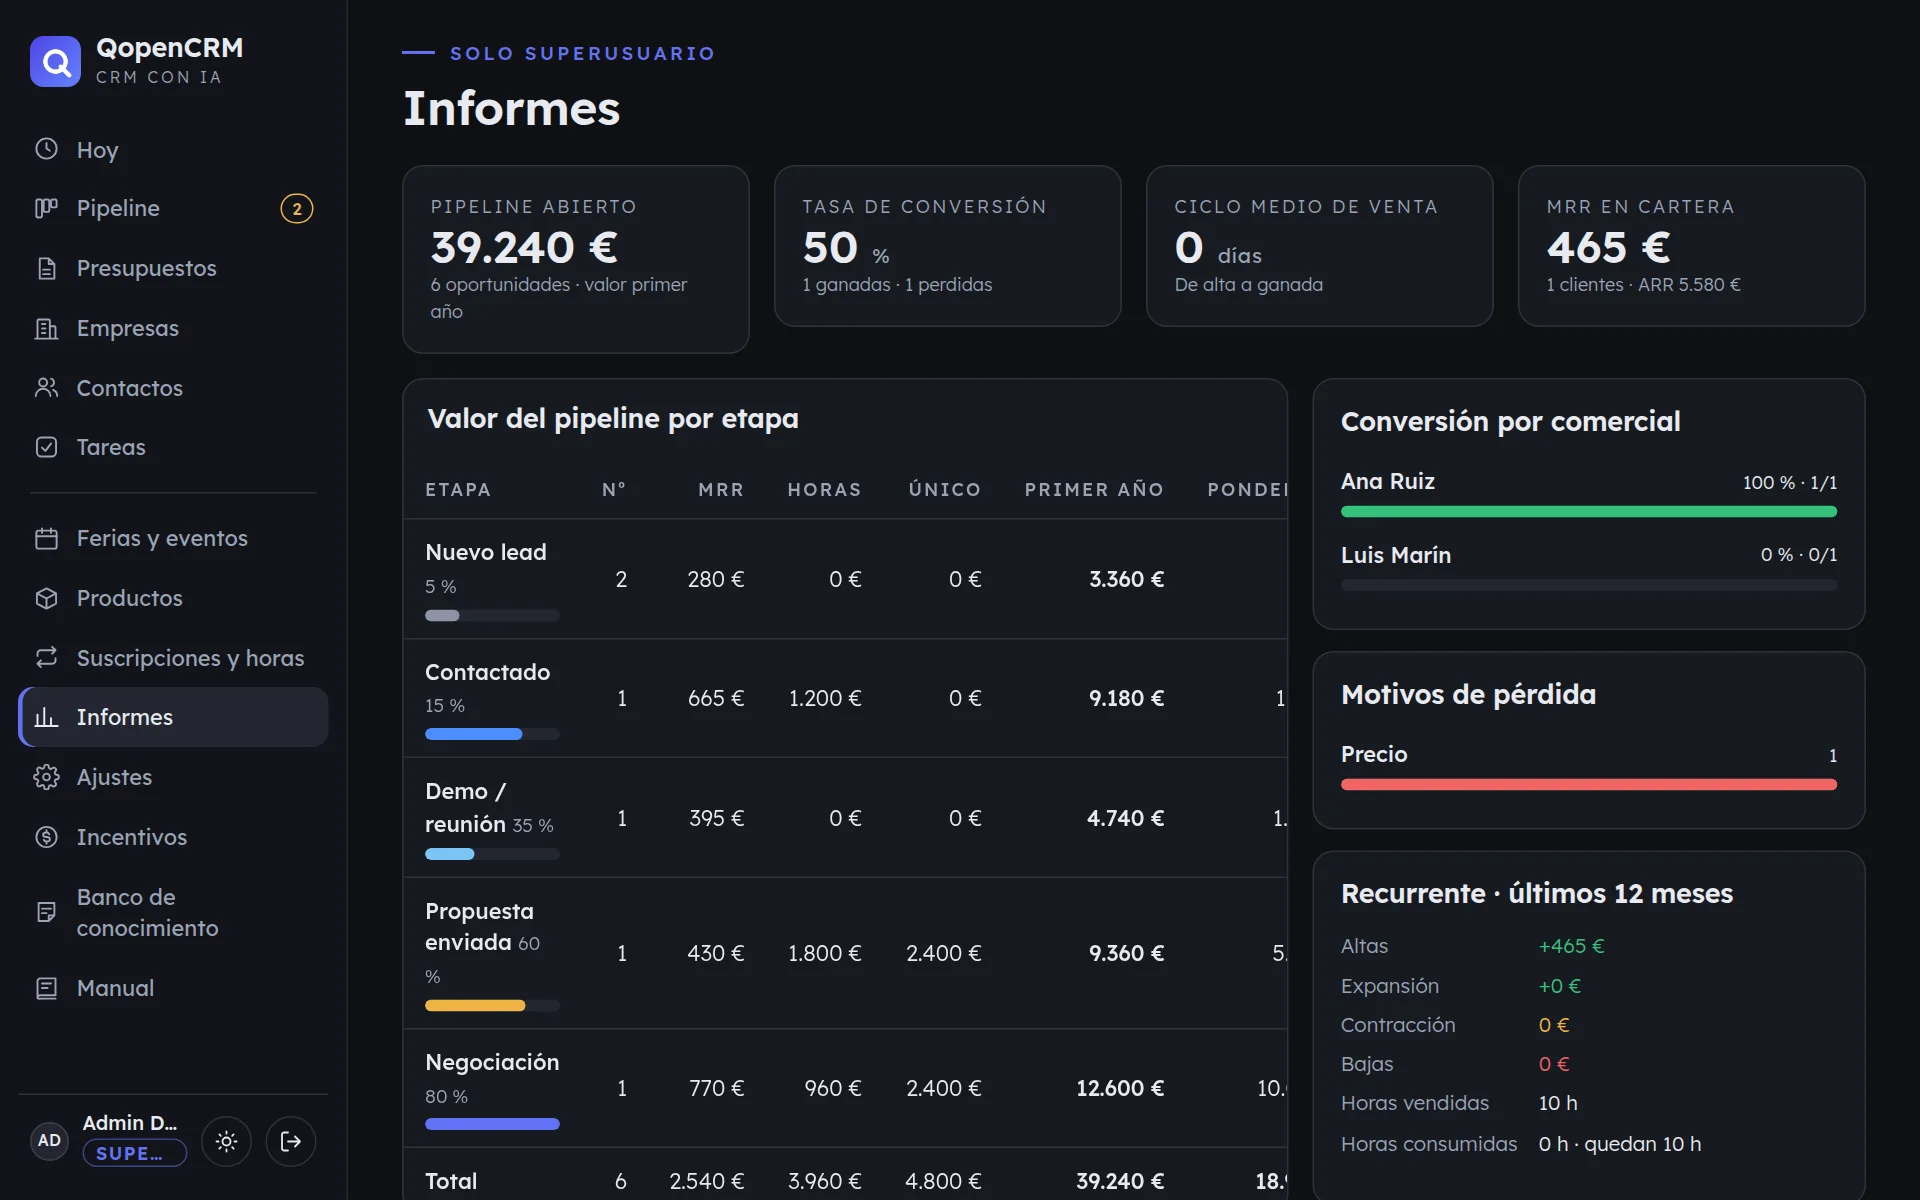 QopenCRM
CRM CON IA
Hoy
Pipeline 2
Presupuestos
Empresas
Contactos
Tareas
Ferias y eventos
Productos
Suscripciones y horas
Informes
Ajustes
Incentivos
Banco de
conocimiento
Manual
AD
Admin D...
SUPE...
SOLO SUPERUSUARIO
Informes
PIPELINE ABIERTO
39.240 €
6 oportunidades · valor primer
año
TASA DE CONVERSIÓN
50 %
1 ganadas · 1 perdidas
CICLO MEDIO DE VENTA
0 días
De alta a ganada
MRR EN CARTERA
465 €
1 clientes · ARR 5.580 €
Valor del pipeline por etapa
ETAPA Nº MRR HORAS ÚNICO PRIMER AÑO
Nuevo lead
5 %
2 280 € 0 € 0 € 3.360 €
Contactado
15 %
1 665 € 1.200 € 0 € 9.180 €
Demo /
reunión 35 %
1 395 € 0 € 0 € 4.740 €
Propuesta
enviada 60
%
1 430 € 1.800 € 2.400 € 9.360 €
Negociación
80 %
1 770 € 960 € 2.400 € 12.600 €
Total 6 2.540 € 3.960 € 4.800 € 39.240 €
Conversión por comercial
Ana Ruiz 100 % · 1/1
Luis Marín 0 % · 0/1
Motivos de pérdida
Precio 1
Recurrente · últimos 12 meses
Altas +465 €
Expansión +0 €
Contracción 0 €
Bajas 0 €
Horas vendidas 10 h
Horas consumidas 0 h · quedan 10 h